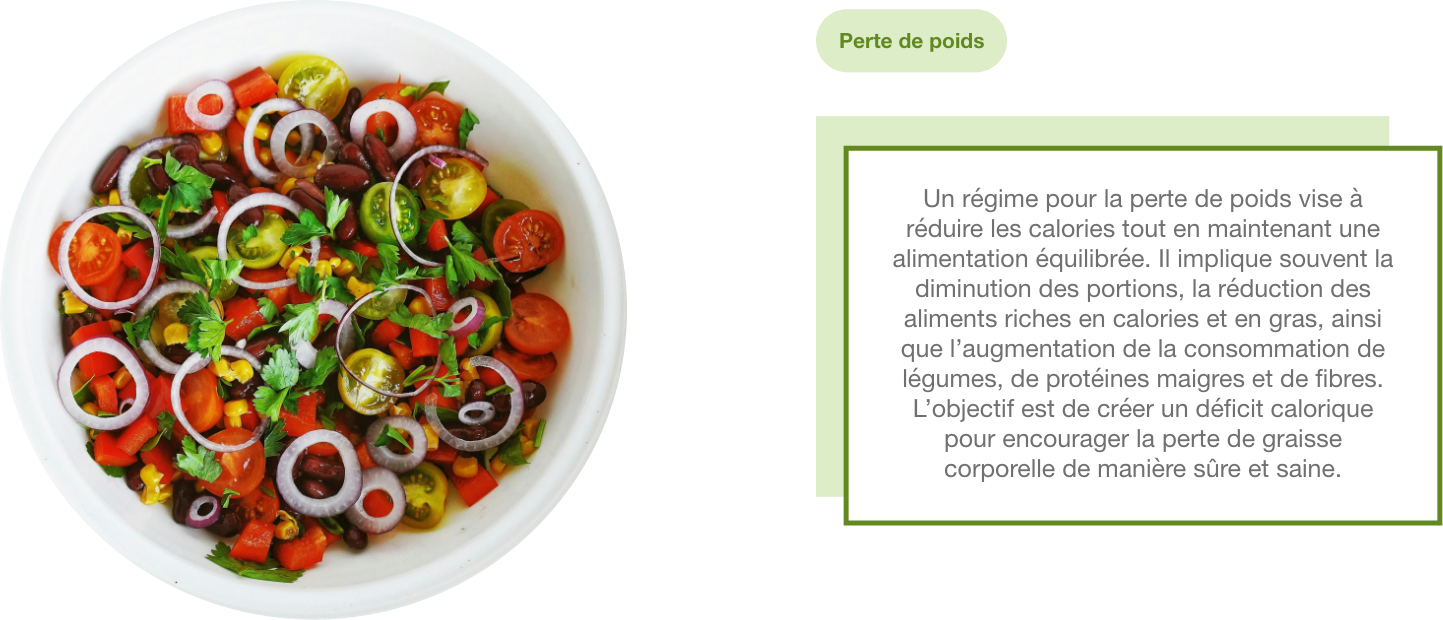 Perte de poids
Un régime pour la perte de poids vise à
réduire les calories tout en maintenant une
alimentation équilibrée. Il implique souvent la
diminution des portions, la réduction des
aliments riches en calories et en gras, ainsi
que l’augmentation de la consommation de
légumes, de protéines maigres et de fibres.
L’objectif est de créer un déficit calorique
pour encourager la perte de graisse
corporelle de manière sûre et saine.